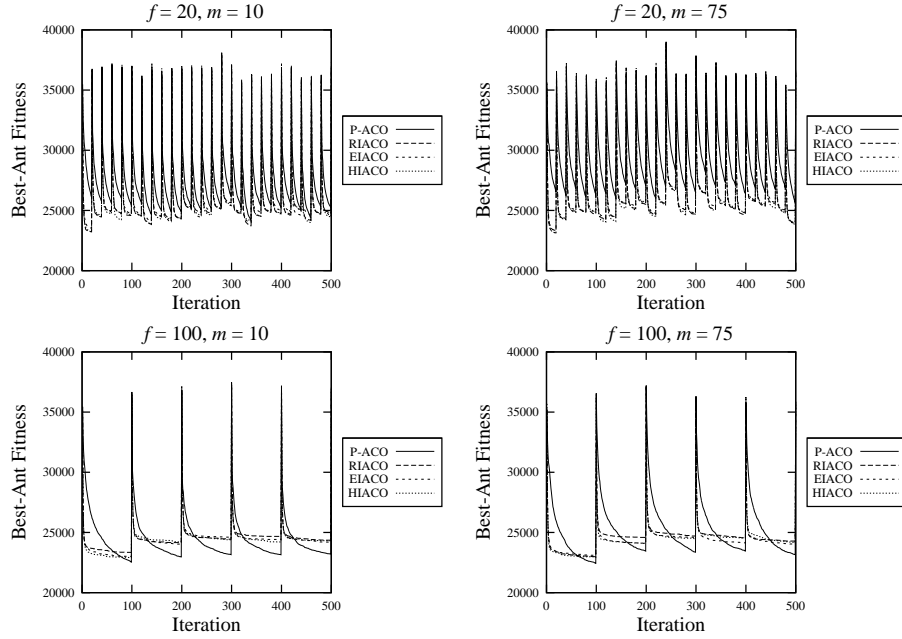 f = 20, m = 10
40000
35000
30000
25000
20000
Best-Ant Fitness
0 100 200 300 400 500
Iteration
P-ACO
RIACO
EIACO
HIACO
f = 20, m = 75
40000
35000
30000
25000
20000
Best-Ant Fitness
0 100 200 300 400 500
Iteration
P-ACO
RIACO
EIACO
HIACO
f = 100, m = 10
40000
35000
30000
25000
20000
Best-Ant Fitness
0 100 200 300 400 500
Iteration
P-ACO
RIACO
EIACO
HIACO
f = 100, m = 75
40000
35000
30000
25000
20000
Best-Ant Fitness
0 100 200 300 400 500
Iteration
P-ACO
RIACO
EIACO
HIACO